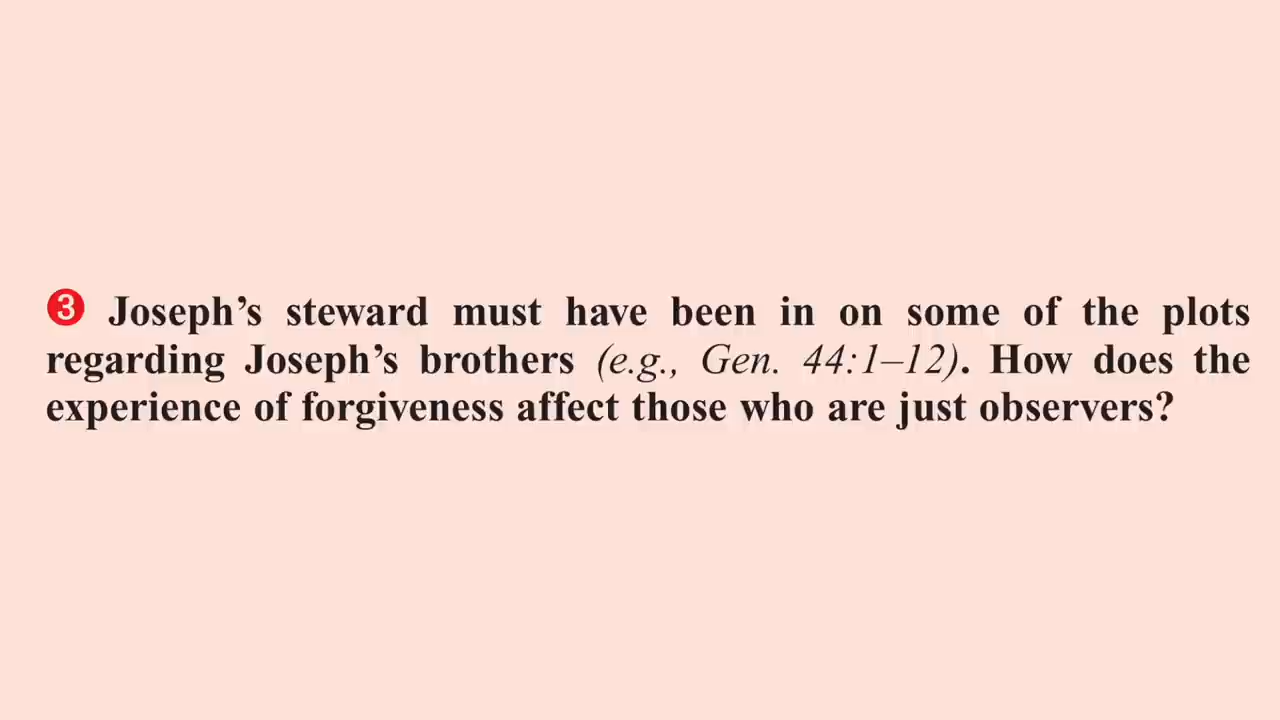 ❸ Joseph’s steward must have been in on some of the plots
regarding Joseph’s brothers (e.g., Gen. 44:1–12). How does the
experience of forgiveness affect those who are just observers?